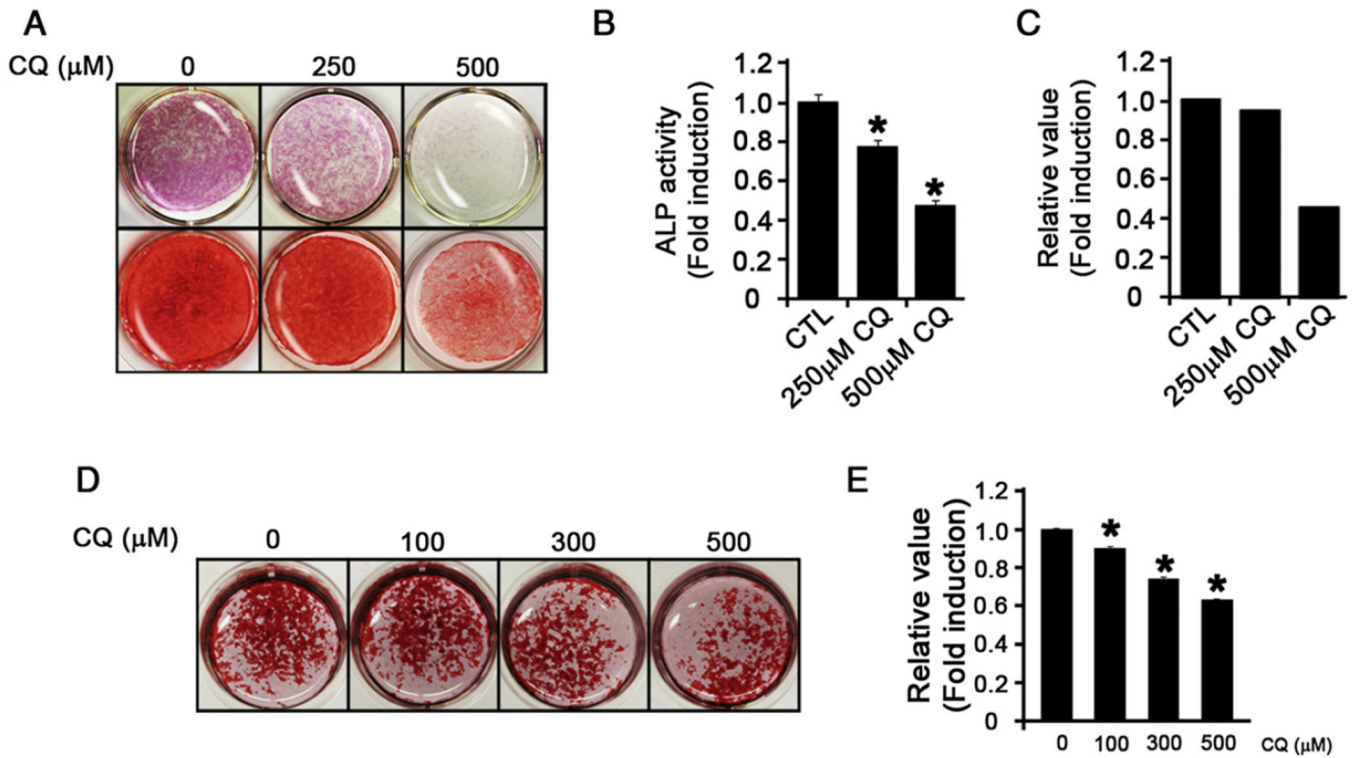 A
CQ (μM) 0 250 500
B
ALP activity
(Fold induction)
1.2
1.0
0.8
0.6
0.4
0.2
0
*
*
CTL
250μM CQ
500μM CQ
C
Relative value
(Fold induction)
1.2
1.0
0.8
0.6
0.4
0.2
0
CTL
250μM CQ
500μM CQ
D
CQ (μM) 0 100 300 500
E
Relative value
(Fold induction)
1.2
1.0
0.8
0.6
0.4
0.2
0
*
*
*
0 100 300 500 CQ (μM)